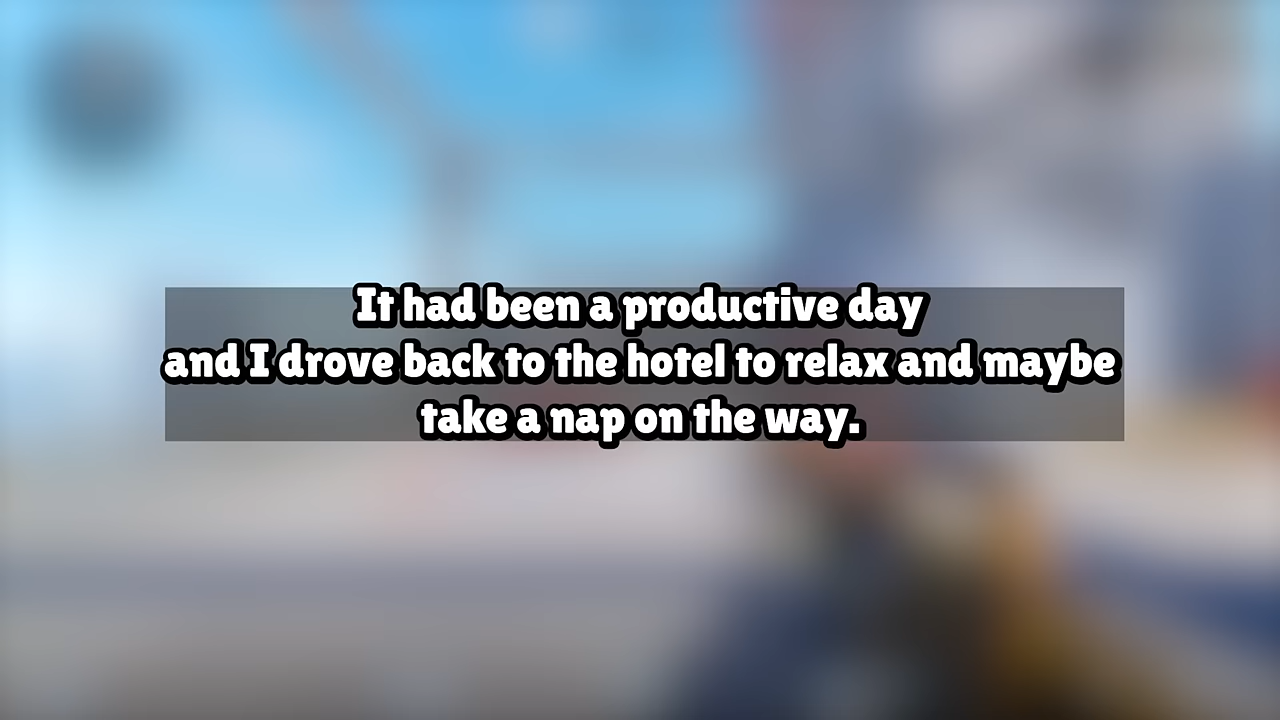 It had been a productive day
and I drove back to the hotel to relax and maybe
take a nap on the way.